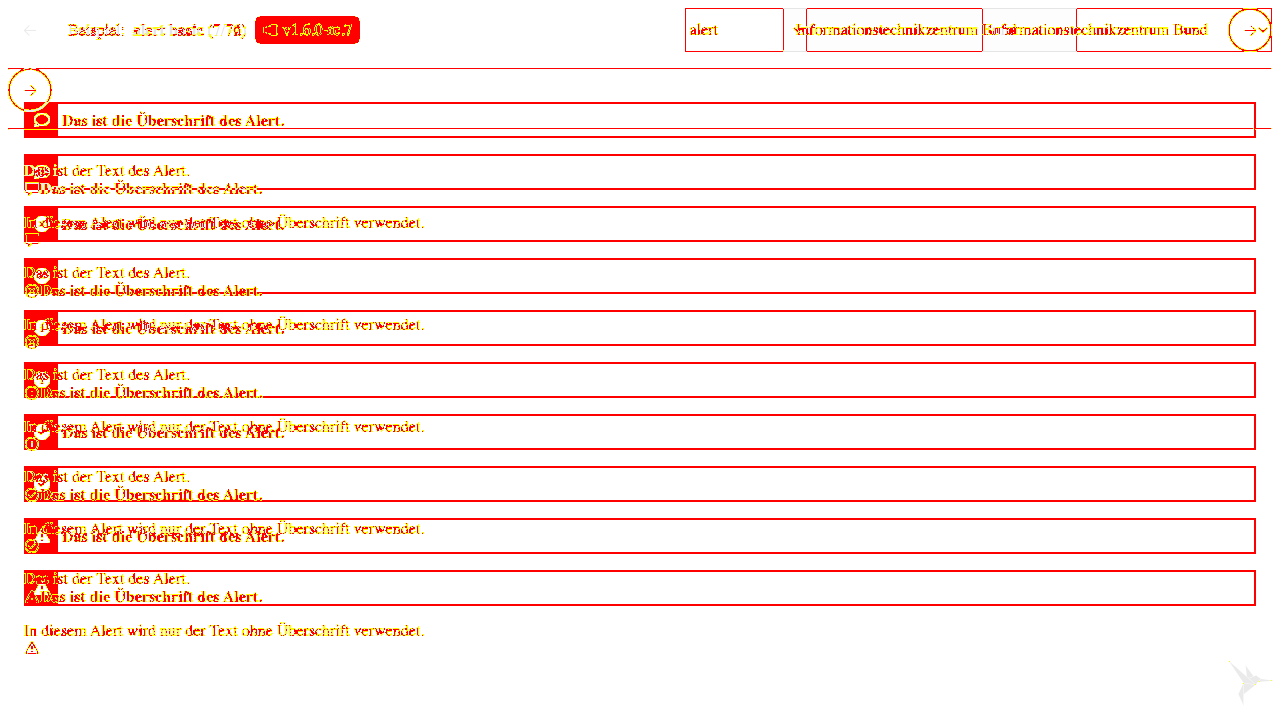 Beispiel: alert: basic (7/76) v1.6.0-rc.7 alert Informationstechnikzentrum Bund Informationstechnikzentrum Bund
Das ist die Überschrift des Alert.
Das ist der Text des Alert.
Das ist die Überschrift des Alert.
In diesem Alert wird nur der Text ohne Überschrift verwendet.
Das ist die Überschrift des Alert.
Das ist der Text des Alert.
Das ist die Überschrift des Alert.
In diesem Alert wird nur der Text ohne Überschrift verwendet.
Das ist die Überschrift des Alert.
Das ist der Text des Alert.
Das ist die Überschrift des Alert.
In diesem Alert wird nur der Text ohne Überschrift verwendet.
Das ist die Überschrift des Alert.
Das ist der Text des Alert.
Das ist die Überschrift des Alert.
In diesem Alert wird nur der Text ohne Überschrift verwendet.
Das ist die Überschrift des Alert.
Das ist der Text des Alert.
Das ist die Überschrift des Alert.
In diesem Alert wird nur der Text ohne Überschrift verwendet.